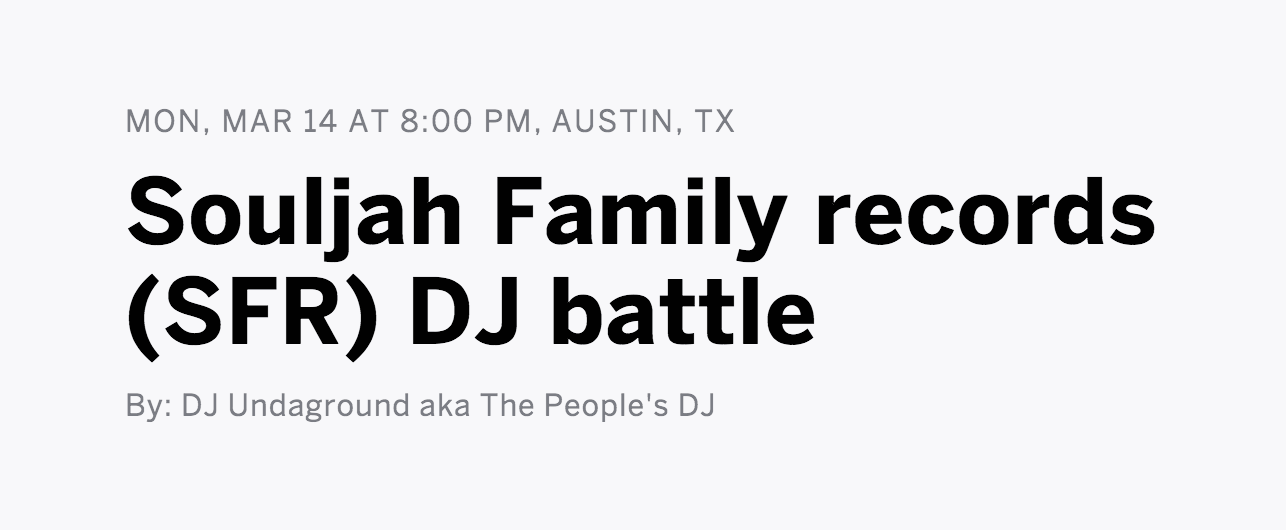 MON, MAR 14 AT 8:00 PM, AUSTIN, TX
Souljah Family records
(SFR) DJ battle
By: DJ Undaground aka The People's DJ